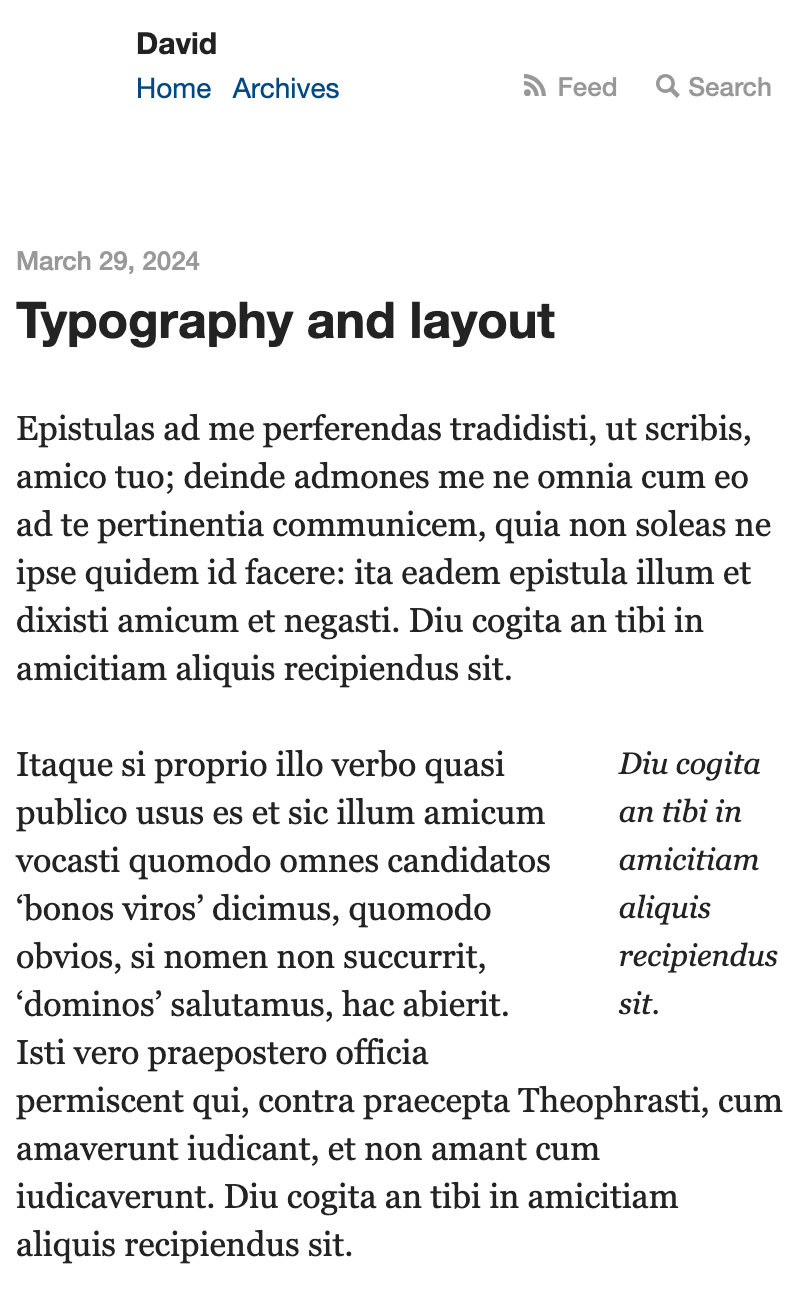 David
Home Archives Feed Search
March 29, 2024
Typography and layout
Epistulas ad me perferendas tradidisti, ut scribis,
amico tuo; deinde admones me ne omnia cum eo
ad te pertinentia communicem, quia non soleas ne
ipse quidem id facere: ita eadem epistula illum et
dixisti amicum et negasti. Diu cogita an tibi in
amicitiam aliquis recipiendus sit.
Itaque si proprio illo verbo quasi
publico usus es et sic illum amicum
vocasti quomodo omnes candidatos
‘bonos viros’ dicimus, quomodo
obvios, si nomen non succurrit,
‘dominos’ salutamus, hac abierit.
Isti vero praepostero officia
permiscent qui, contra praecepta Theophrasti, cum
amaverunt iudicant, et non amant cum
iudicaverunt. Diu cogita an tibi in amicitiam
aliquis recipiendus sit.
Diu cogita
an tibi in
amicitiam
aliquis
recipiendus
sit.